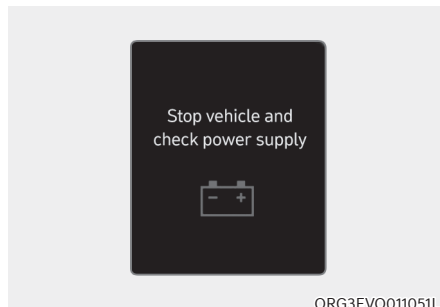 Stop vehicle and
check power supply
- +
ORG3EVQ011051L